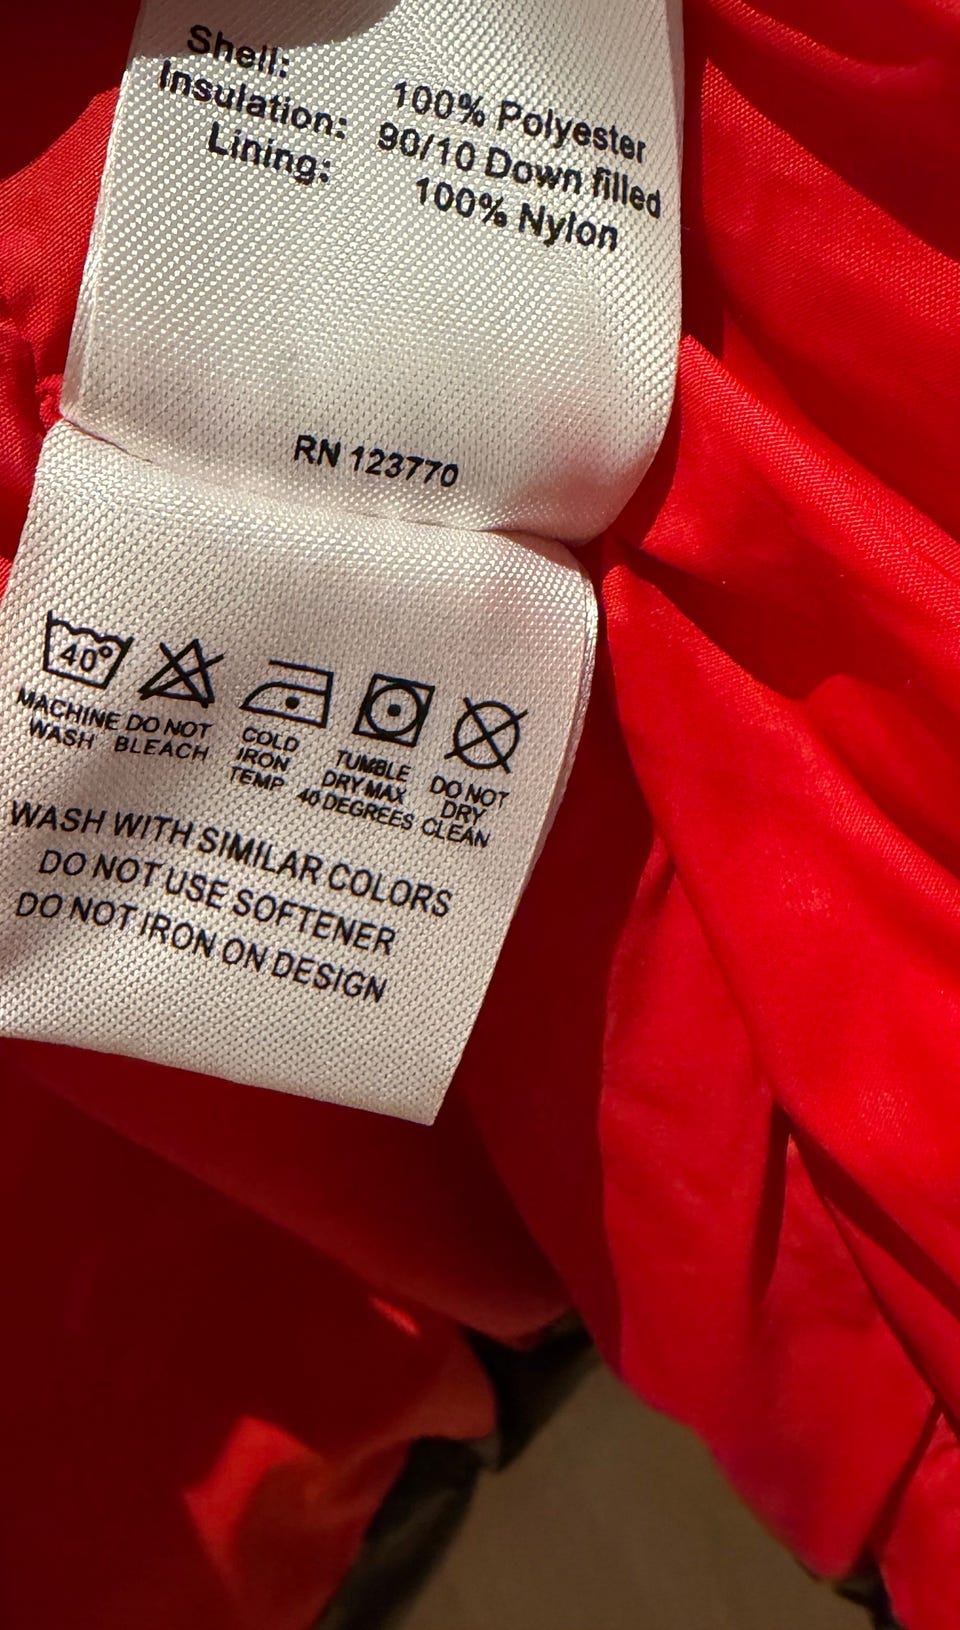 Shell: 100% Polyester
Insulation: 90/10 Down filled
Lining: 100% Nylon
RN 123770
40°
MACHINE WASH
DO NOT BLEACH
COLD IRON TEMP
TUMBLE DRY MAX 40 DEGREES
DO NOT DRY CLEAN
WASH WITH SIMILAR COLORS
DO NOT USE SOFTENER
DO NOT IRON ON DESIGN